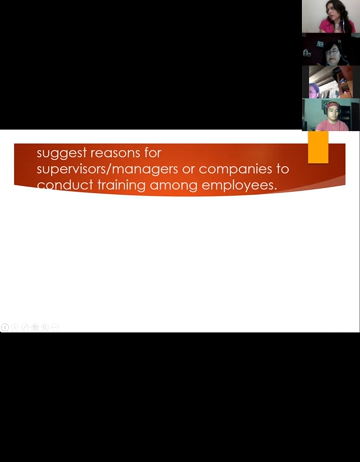 suggest reasons for
supervisors/managers or companies to
conduct training among employees.